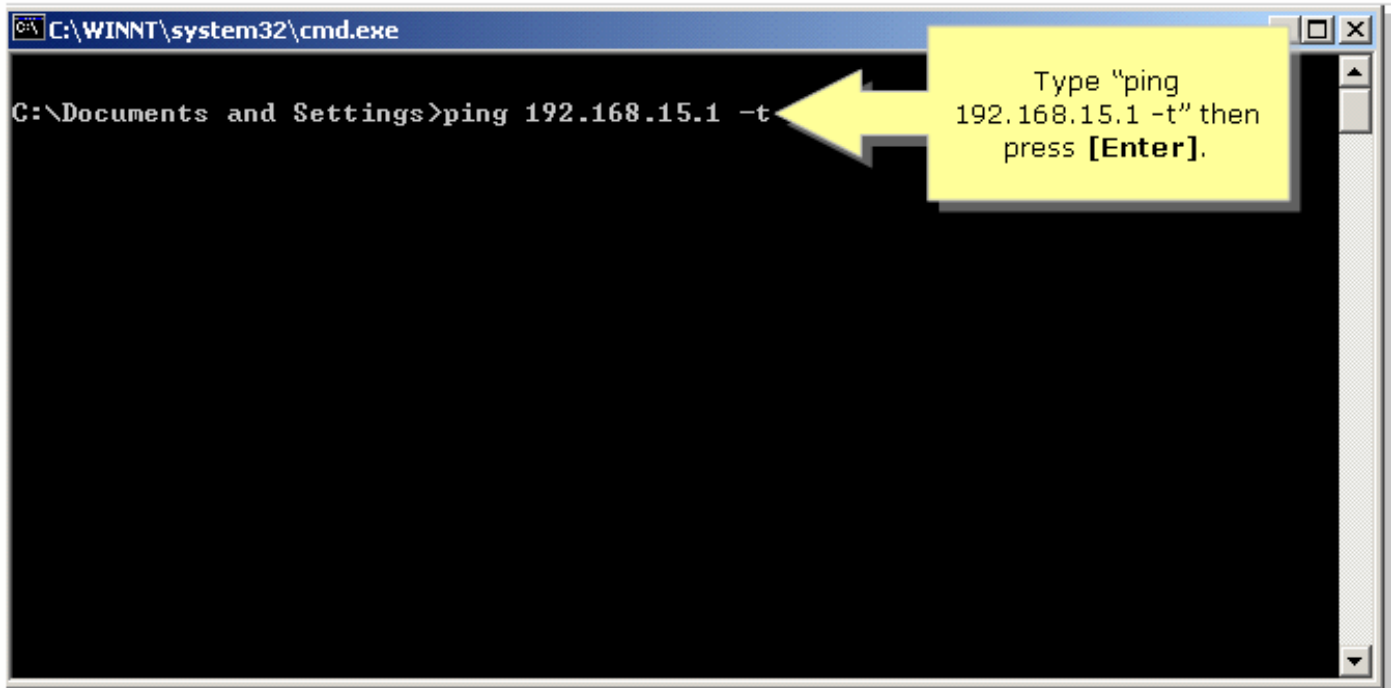 C:\WINNT\system32\cmd.exe
C:\Documents and Settings>ping 192.168.15.1 -t
Type “ping
192.168.15.1 -t” then
press [Enter].